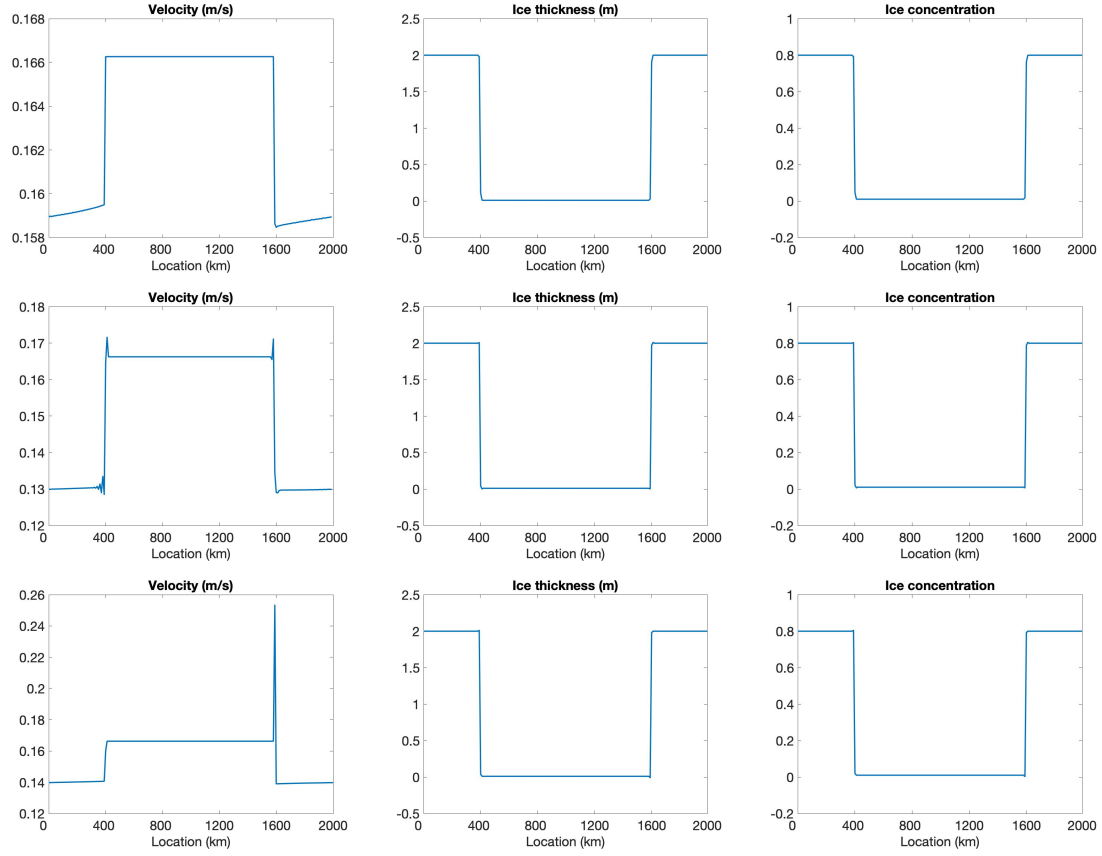 Velocity (m/s)
0.168
0.166
0.164
0.162
0.16
0.158
0 400 800 1200 1600 2000
Location (km)
Ice thickness (m)
2.5
2
1.5
1
0.5
0
-0.5
0 400 800 1200 1600 2000
Location (km)
Ice concentration
1
0.8
0.6
0.4
0.2
0
-0.2
0 400 800 1200 1600 2000
Location (km)
Velocity (m/s)
0.18
0.17
0.16
0.15
0.14
0.13
0.12
0 400 800 1200 1600 2000
Location (km)
Ice thickness (m)
2.5
2
1.5
1
0.5
0
-0.5
0 400 800 1200 1600 2000
Location (km)
Ice concentration
1
0.8
0.6
0.4
0.2
0
-0.2
0 400 800 1200 1600 2000
Location (km)
Velocity (m/s)
0.26
0.24
0.22
0.2
0.18
0.16
0.14
0.12
0 400 800 1200 1600 2000
Location (km)
Ice thickness (m)
2.5
2
1.5
1
0.5
0
-0.5
0 400 800 1200 1600 2000
Location (km)
Ice concentration
1
0.8
0.6
0.4
0.2
0
-0.2
0 400 800 1200 1600 2000
Location (km)